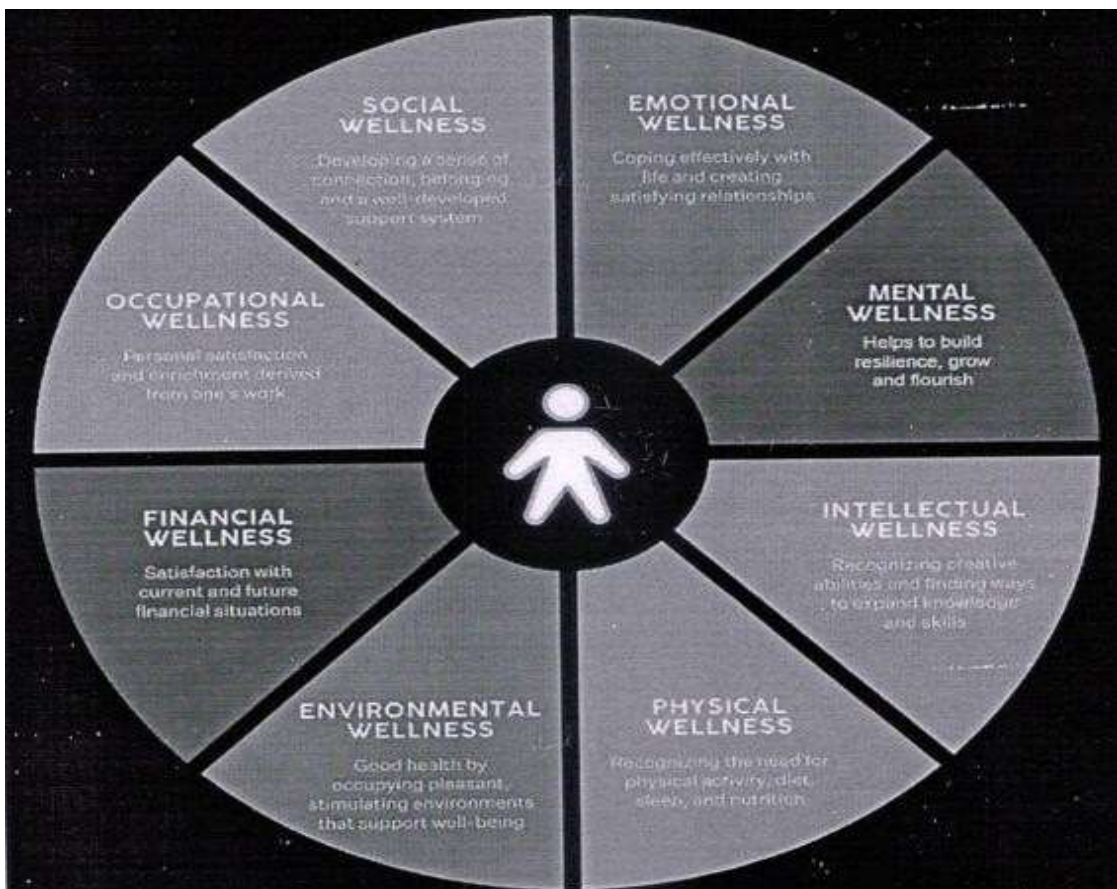 SOCIAL
WELLNESS
Developing a sense of
connection, belonging
and a well-developed
support system
EMOTIONAL
WELLNESS
Coping effectively with
life and creating
satisfying relationships
MENTAL
WELLNESS
Helps to build
resilience, grow
and flourish
INTELLECTUAL
WELLNESS
Recognizing creative
abilities and finding ways
to expand knowledge
and skills
PHYSICAL
WELLNESS
Recognizing the need for
physical activity, diet,
sleep, and nutrition
ENVIRONMENTAL
WELLNESS
Good health by
occupying pleasant,
stimulating environments
that support well-being
FINANCIAL
WELLNESS
Satisfaction with
current and future
financial situations
OCCUPATIONAL
WELLNESS
Personal satisfaction
and enrichment derived
from one's work